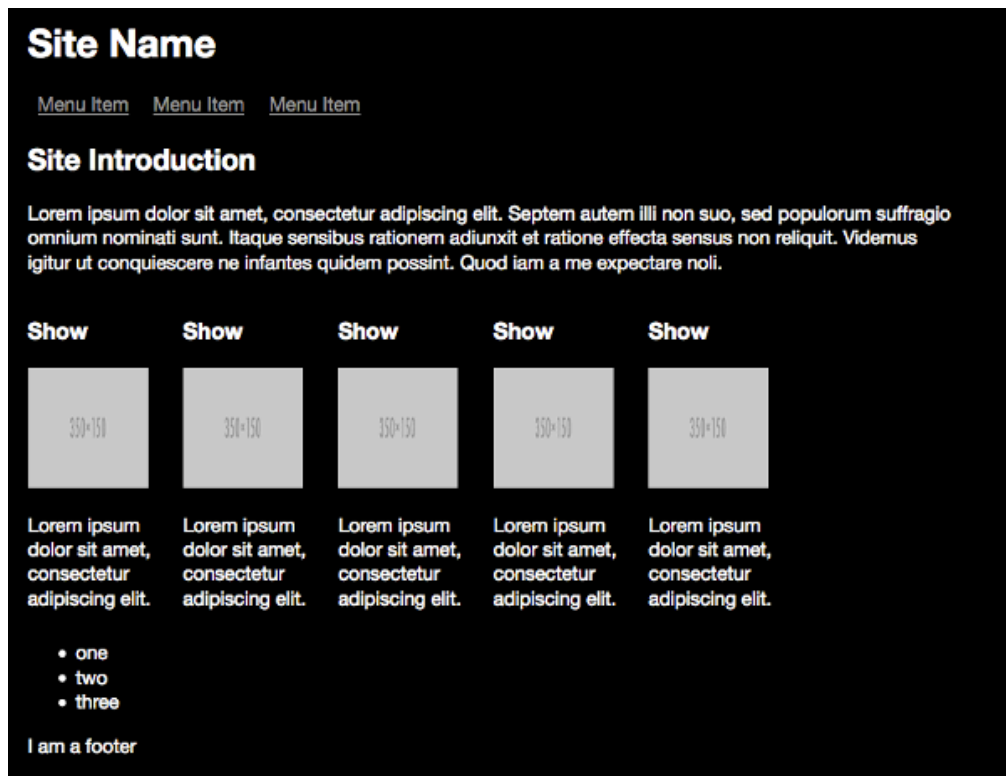 Site Name
Menu Item Menu Item Menu Item
Site Introduction
Lorem ipsum dolor sit amet, consectetur adipiscing elit. Septem autem illi non suo, sed populorum suffragio
omnium nominati sunt. Itaque sensibus rationem adiunxit et ratione effecta sensus non reliquit. Videmus
igitur ut conquiescere ne infantes quidem possint. Quod iam a me expectare noli.
Show Show Show Show Show
350×150 350×150 350×150 350×150 350×150
Lorem ipsum Lorem ipsum Lorem ipsum Lorem ipsum Lorem ipsum
dolor sit amet, dolor sit amet, dolor sit amet, dolor sit amet, dolor sit amet,
consectetur consectetur consectetur consectetur consectetur
adipiscing elit. adipiscing elit. adipiscing elit. adipiscing elit. adipiscing elit.
• one
• two
• three
I am a footer